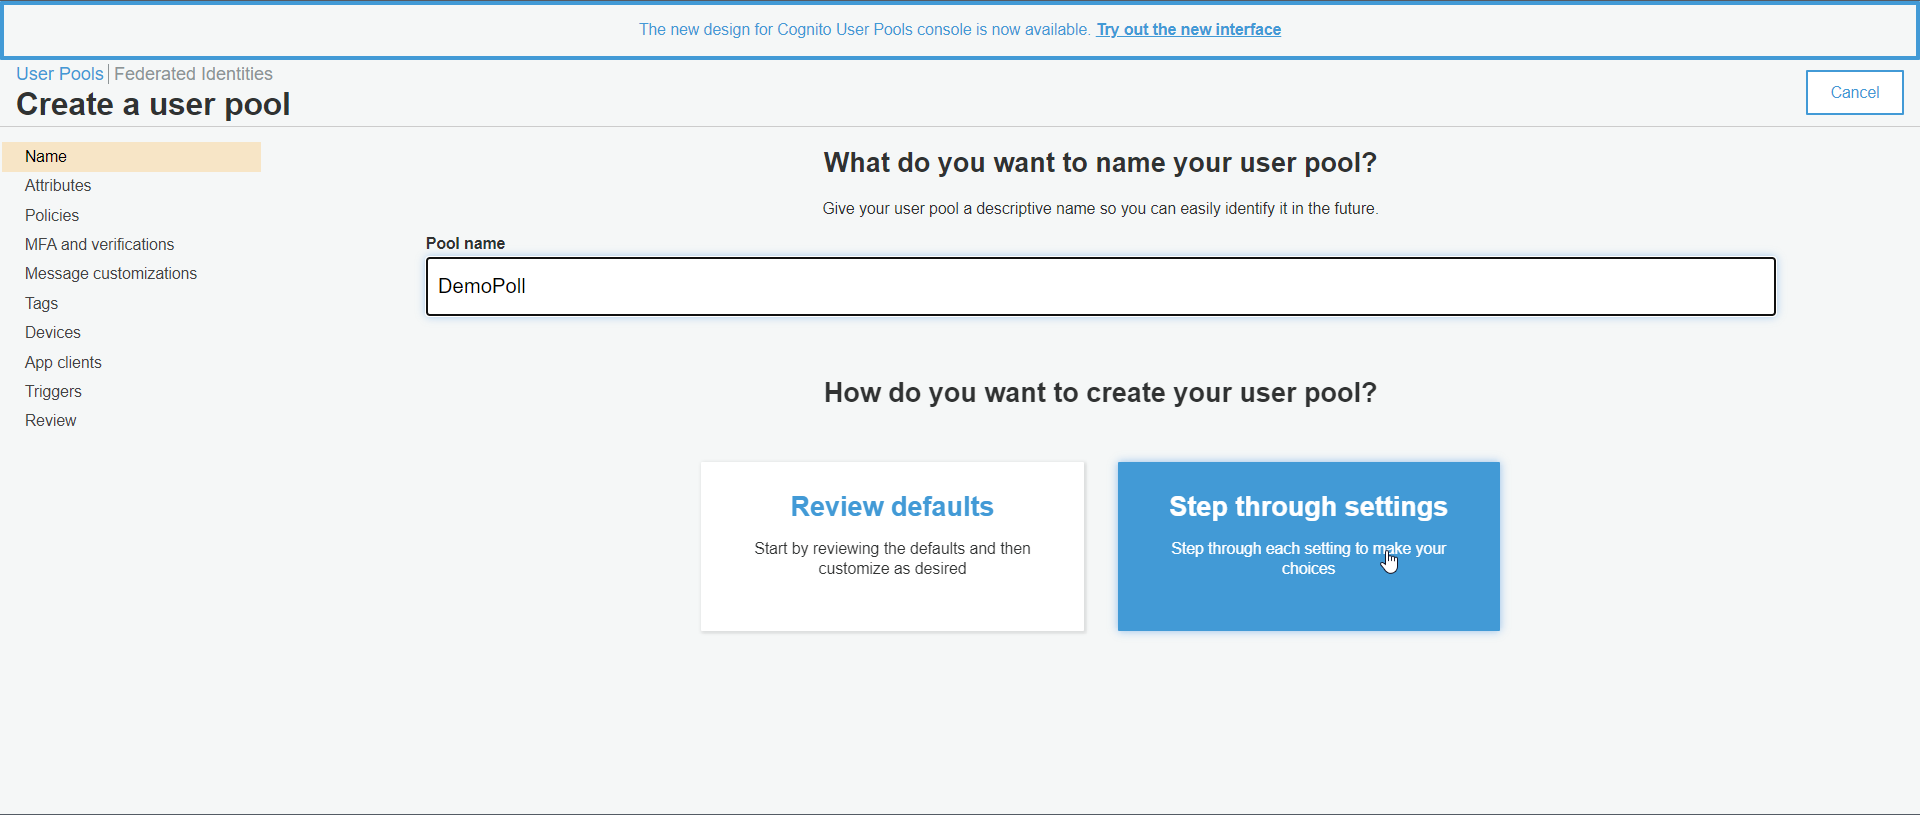 The new design for Cognito User Pools console is now available. Try out the new interface
User Pools Federated Identities
Create a user pool
Cancel
Name
Attributes
Policies
MFA and verifications
Message customizations
Tags
Devices
App clients
Triggers
Review
What do you want to name your user pool?
Give your user pool a descriptive name so you can easily identify it in the future.
Pool name
DemoPoll
How do you want to create your user pool?
Review defaults
Start by reviewing the defaults and then
customize as desired
Step through settings
Step through each setting to make your
choices